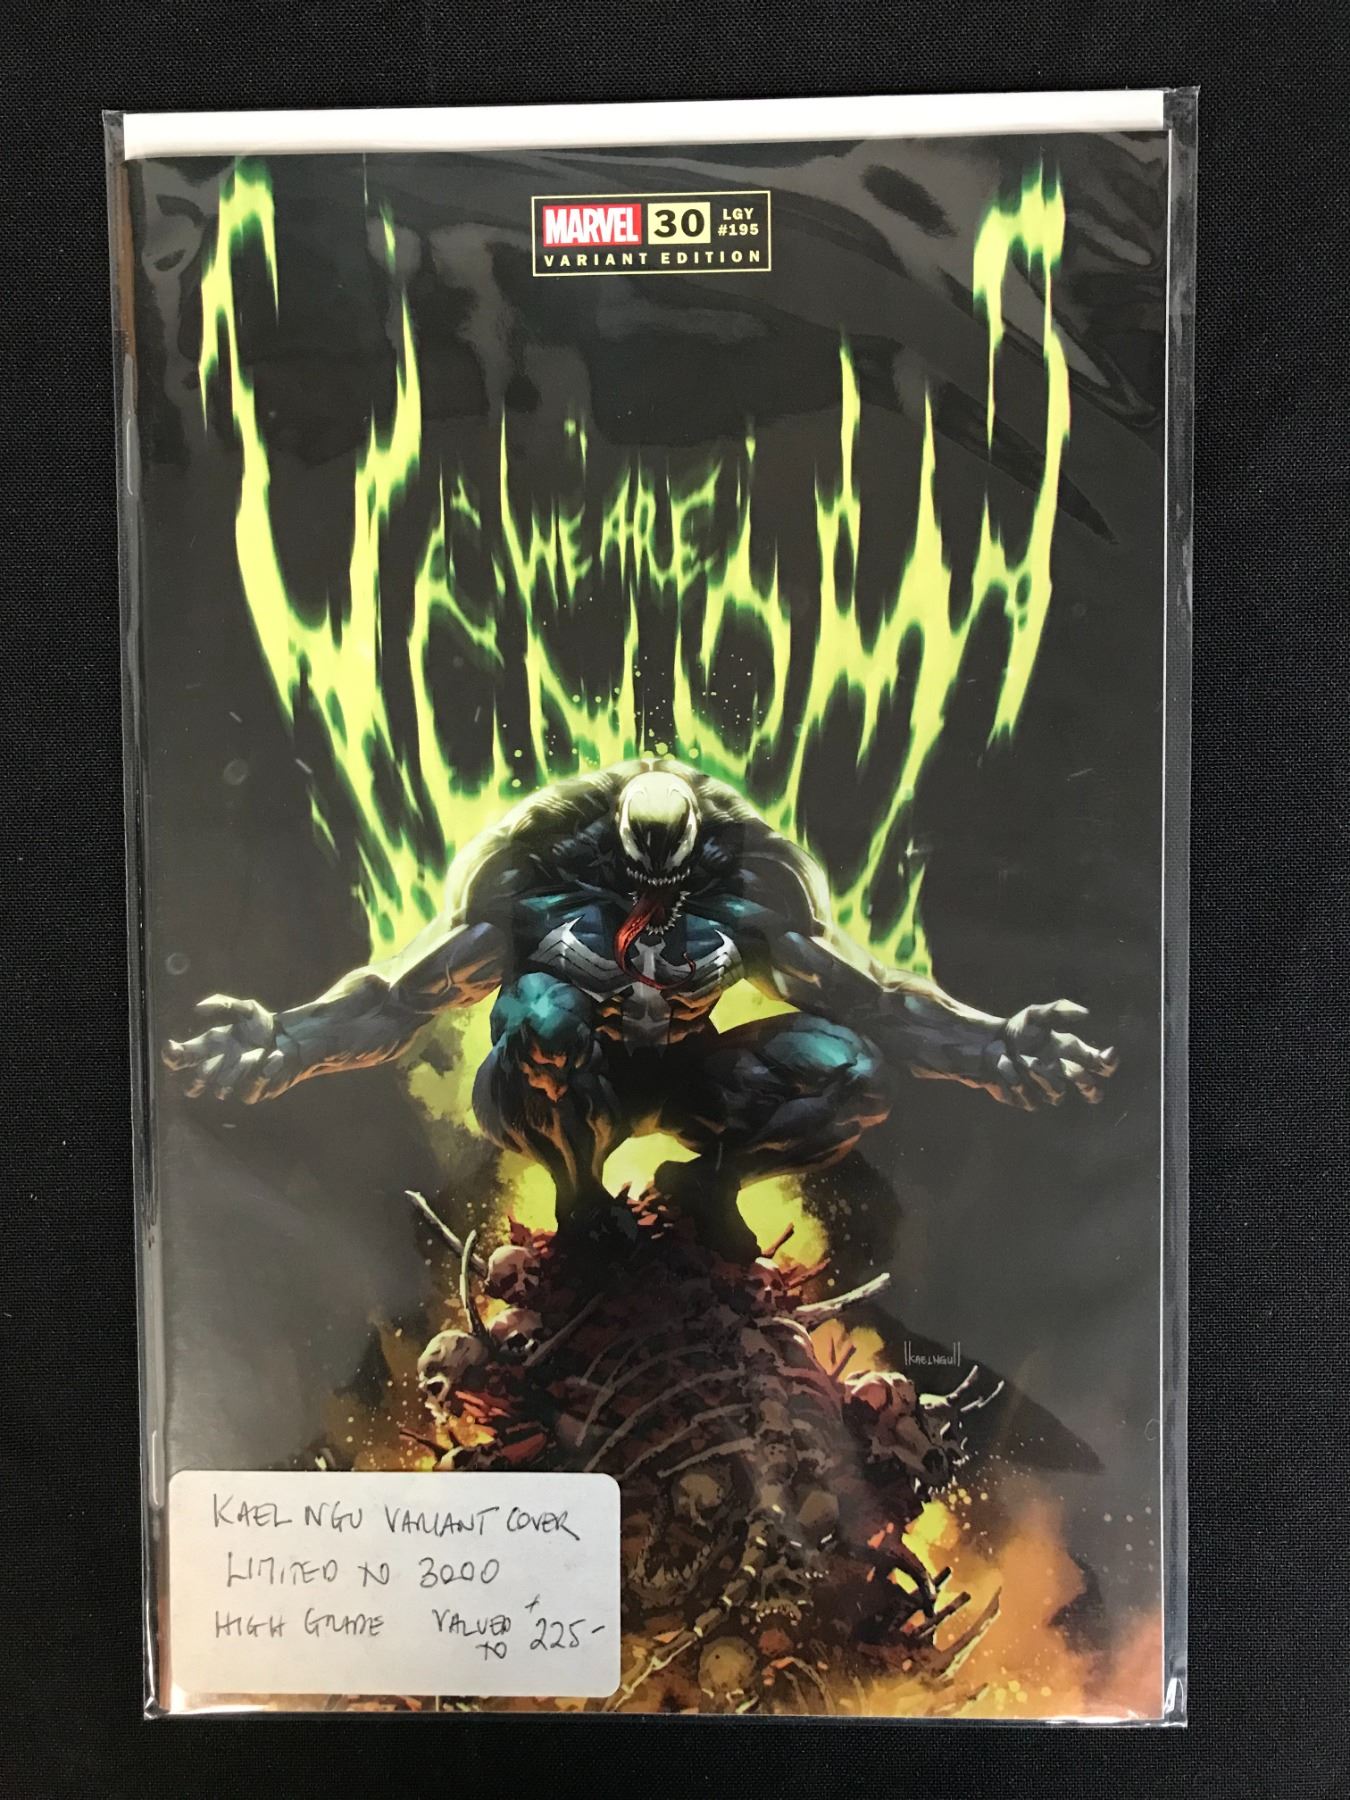 MARVEL 30 LGY
#195
VARIANT EDITION
WE ARE
VENOM
||KAELNGU||
KAEL NGU VARIANT COVER
LIMITED TO 3000
HIGH GRADE VALUED TO $225-